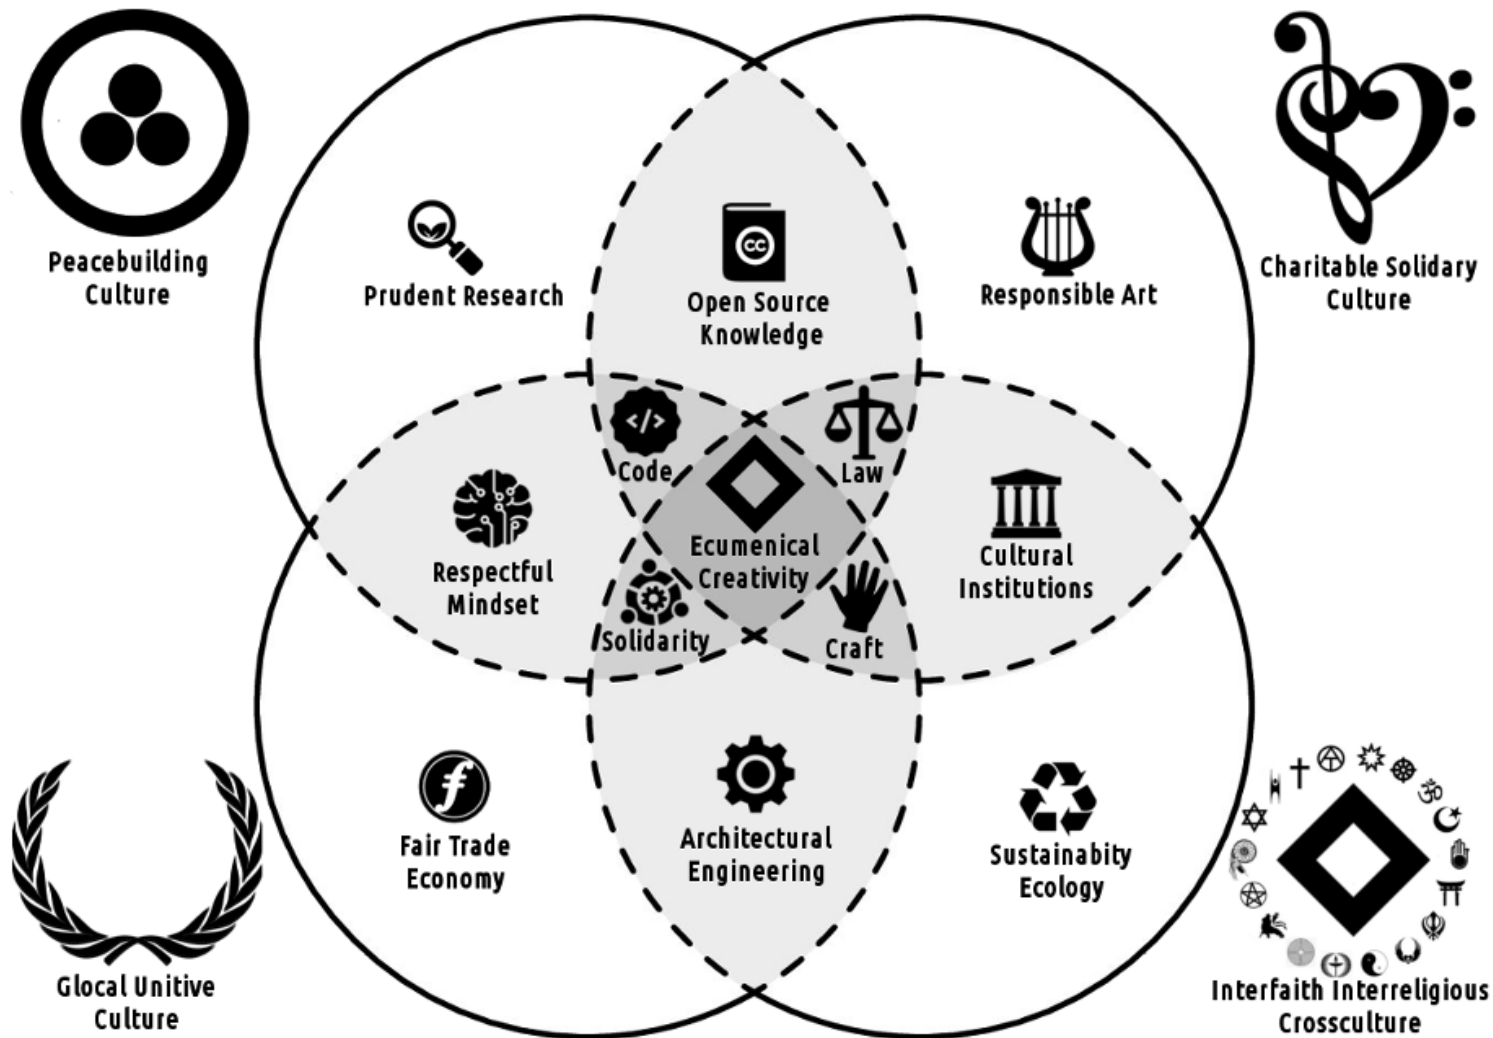 Peacebuilding
Culture
Charitable Solidary
Culture
Prudent Research
cc
Open Source
Knowledge
Responsible Art
</>
Code
Law
Respectful
Mindset
Ecumenical
Creativity
Cultural
Institutions
Solidarity
Craft
Fair Trade
Economy
Architectural
Engineering
Sustainabity
Ecology
Glocal Unitive
Culture
Interfaith Interreligious
Crossculture